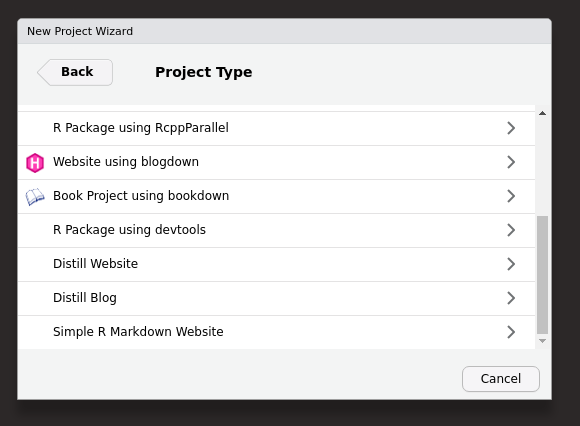 New Project Wizard
Back
Project Type
R Package using RcppParallel
H
Website using blogdown
Book Project using bookdown
R Package using devtools
Distill Website
Distill Blog
Simple R Markdown Website
Cancel